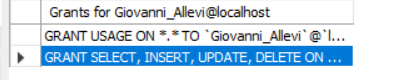 Grants for Giovanni_Allevi@localhost
GRANT USAGE ON *.* TO `Giovanni_Allevi`@`l...
GRANT SELECT, INSERT, UPDATE, DELETE ON ...